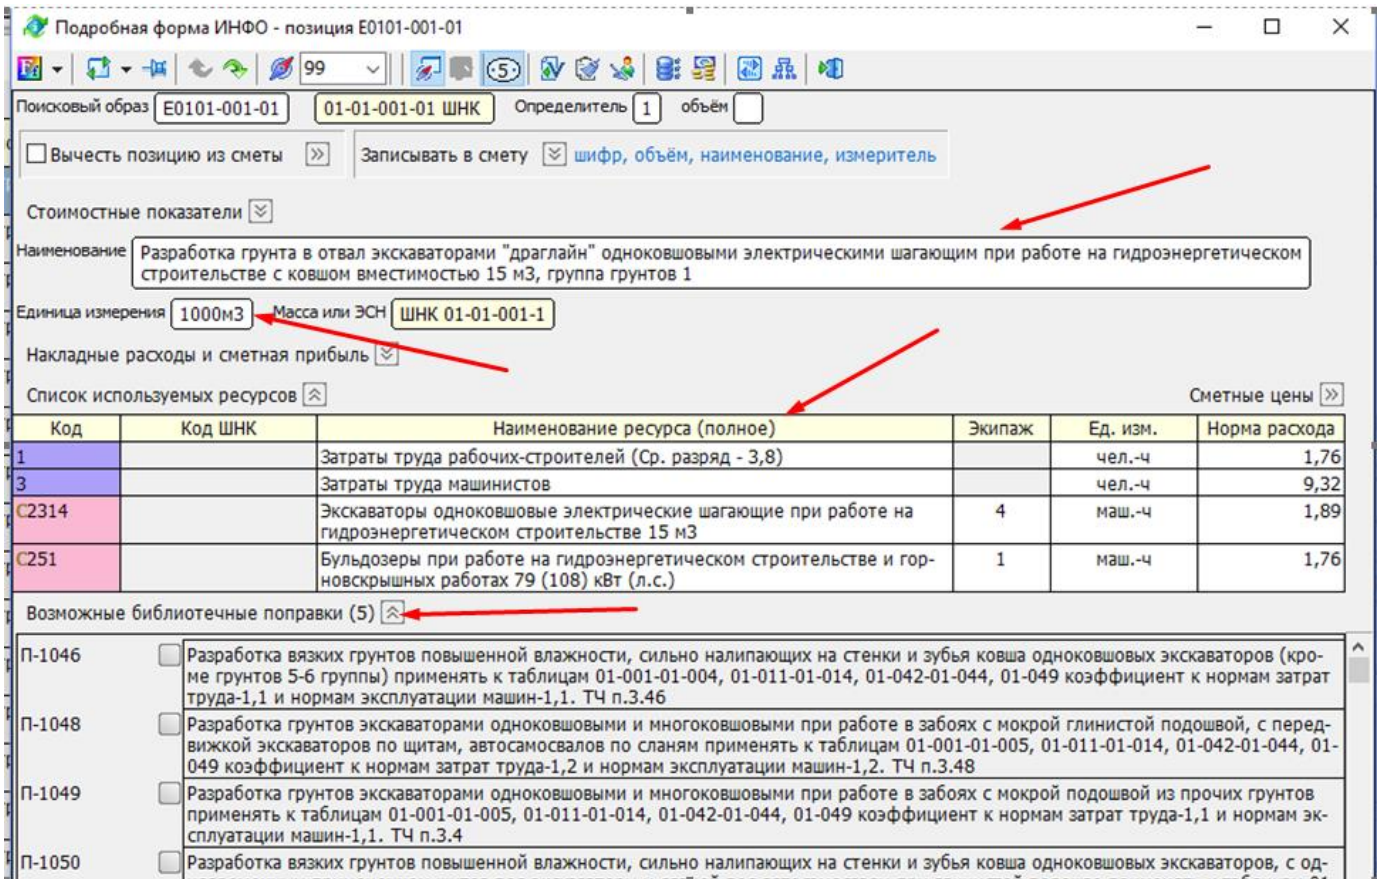 Подробная форма ИНФО - позиция Е0101-001-01
99
·5·
Поисковый образ Е0101-001-01 01-01-001-01 ШНК Определитель 1 объём
Вычесть позицию из сметы Записывать в смету шифр, объём, наименование, измеритель
Стоимостные показатели
Наименование Разработка грунта в отвал экскаваторами "драглайн" одноковшовыми электрическими шагающим при работе на гидроэнергетическом
строительстве с ковшом вместимостью 15 м3, группа грунтов 1
Единица измерения 1000м3 Масса или ЭСН ШНК 01-01-001-1
Накладные расходы и сметная прибыль
Список используемых ресурсов Сметные цены
Код Код ШНК Наименование ресурса (полное) Экипаж Ед. изм. Норма расхода
1 Затраты труда рабочих-строителей (Ср. разряд - 3,8) чел.-ч 1,76
3 Затраты труда машинистов чел.-ч 9,32
С2314 Экскаваторы одноковшовые электрические шагающие при работе на 4 маш.-ч 1,89
гидроэнергетическом строительстве 15 м3
С251 Бульдозеры при работе на гидроэнергетическом строительстве и гор- 1 маш.-ч 1,76
новскрышных работах 79 (108) кВт (л.с.)
Возможные библиотечные поправки (5)
П-1046 Разработка вязких грунтов повышенной влажности, сильно налипающих на стенки и зубья ковша одноковшовых экскаваторов (кро-
ме грунтов 5-6 группы) применять к таблицам 01-001-01-004, 01-011-01-014, 01-042-01-044, 01-049 коэффициент к нормам затрат
труда-1,1 и нормам эксплуатации машин-1,1. ТЧ п.3.46
П-1048 Разработка грунтов экскаваторами одноковшовыми и многоковшовыми при работе в забоях с мокрой глинистой подошвой, с перед-
вижкой экскаваторов по щитам, автосамосвалов по сланям применять к таблицам 01-001-01-005, 01-011-01-014, 01-042-01-044, 01-
049 коэффициент к нормам затрат труда-1,2 и нормам эксплуатации машин-1,2. ТЧ п.3.48
П-1049 Разработка грунтов экскаваторами одноковшовыми и многоковшовыми при работе в забоях с мокрой подошвой из прочих грунтов
применять к таблицам 01-001-01-005, 01-011-01-014, 01-042-01-044, 01-049 коэффициент к нормам затрат труда-1,1 и нормам эк-
сплуатации машин-1,1. ТЧ п.3.4
П-1050 Разработка вязких грунтов повышенной влажности, сильно налипающих на стенки и зубья ковша одноковшовых экскаваторов, с од-